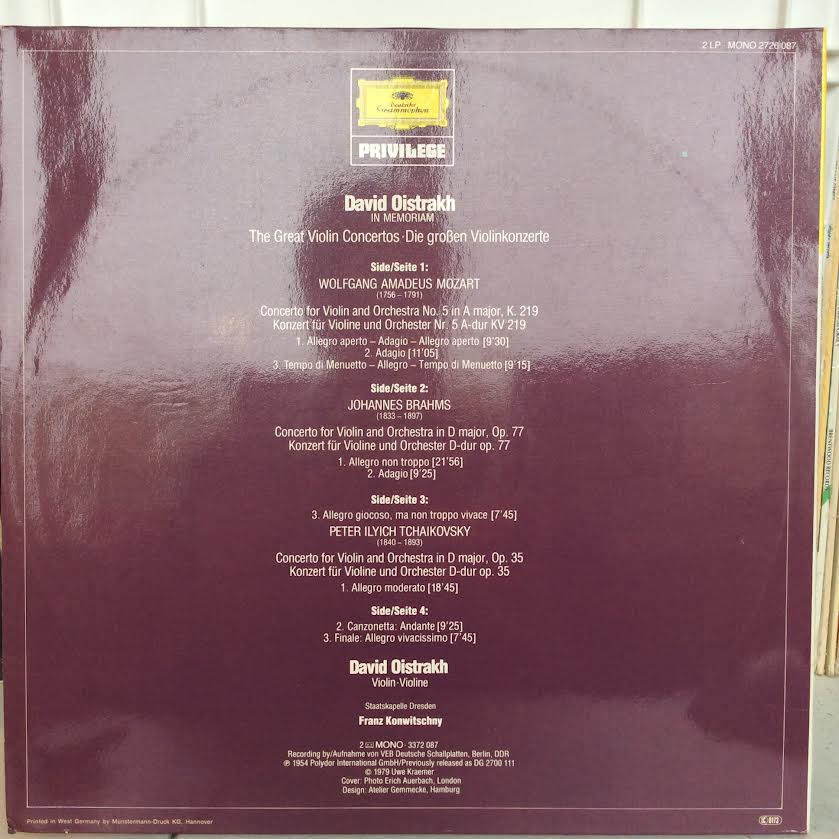 2 LP MONO 2726 087
Deutsche
Grammophon
PRIVILEGE
David Oistrakh
IN MEMORIAM
The Great Violin Concertos · Die großen Violinkonzerte
Side/Seite 1:
WOLFGANG AMADEUS MOZART
(1756 – 1791)
Concerto for Violin and Orchestra No. 5 in A major, K. 219
Konzert für Violine und Orchester Nr. 5 A-dur KV 219
1. Allegro aperto – Adagio – Allegro aperto [9'30]
2. Adagio [11'05]
3. Tempo di Menuetto – Allegro – Tempo di Menuetto [9'15]
Side/Seite 2:
JOHANNES BRAHMS
(1833 – 1897)
Concerto for Violin and Orchestra in D major, Op. 77
Konzert für Violine und Orchester D-dur op. 77
1. Allegro non troppo [21'56]
2. Adagio [9'25]
Side/Seite 3:
3. Allegro giocoso, ma non troppo vivace [7'45]
PETER ILYICH TCHAIKOVSKY
(1840 – 1893)
Concerto for Violin and Orchestra in D major, Op. 35
Konzert für Violine und Orchester D-dur op. 35
1. Allegro moderato [18'45]
Side/Seite 4:
2. Canzonetta: Andante [9'25]
3. Finale: Allegro vivacissimo [7'45]
David Oistrakh
Violin · Violine
Staatskapelle Dresden
Franz Konwitschny
2 MONO · 3372 087
Recording by/Aufnahme von VEB Deutsche Schallplatten, Berlin, DDR
℗ 1954 Polydor International GmbH/Previously released as DG 2700 111
© 1979 Uwe Kraemer
Cover: Photo Erich Auerbach, London
Design: Atelier Gemmecke, Hamburg
Printed in West Germany by Münstermann-Druck KG, Hannover
0173